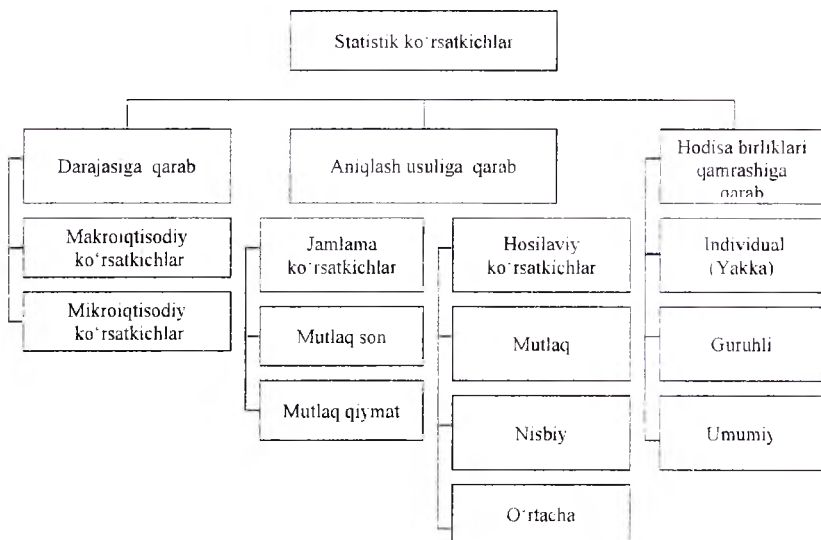 Statistik ko‘rsatkichlar
Darajasiga qarab
Aniqlash usuliga qarab
Hodisa birliklari
qamrashiga
qarab
Makroiqtisodiy
ko‘rsatkichlar
Mikroiqtisodiy
ko‘rsatkichlar
Jamlama
ko‘rsatkichlar
Mutlaq son
Mutlaq qiymat
Hosilaviy
ko‘rsatkichlar
Mutlaq
Nisbiy
O‘rtacha
Individual
(Yakka)
Guruhli
Umumiy